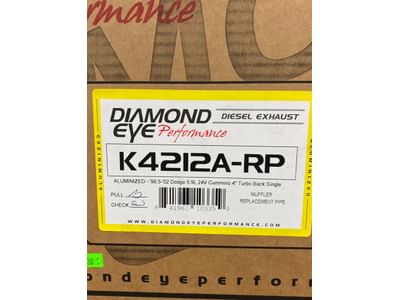 Performance
DIAMOND EYE Performance
DIESEL EXHAUST
K4212A-RP
ALUMINIZED
ALUMINIZED - '98.5-'02 Dodge 5.9L 24V Cummins 4" Turbo Back Single
PULL
CHECK
MUFFLER
REPLACEMENT PIPE
ALUMINIZED
WWW.DIAMONDEYEPERFORMANCE.COM
ondeyeperform